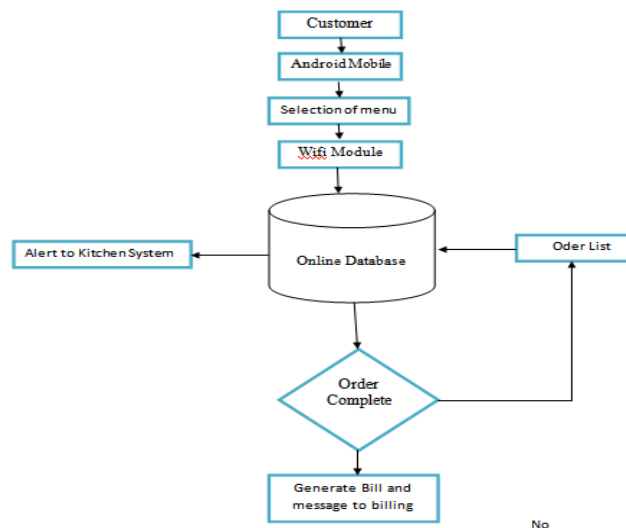 Customer
Android Mobile
Selection of menu
Wifi Module
Online Database
Alert to Kitchen System
Oder List
Order
Complete
Generate Bill and
message to billing
No